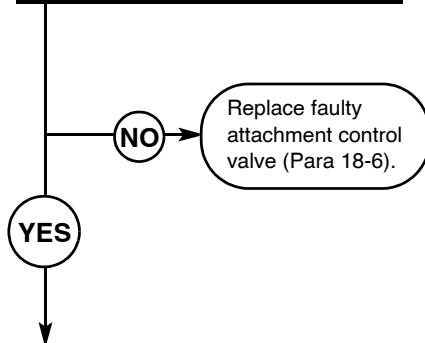 NO
Replace faulty
attachment control
valve (Para 18-6).
YES